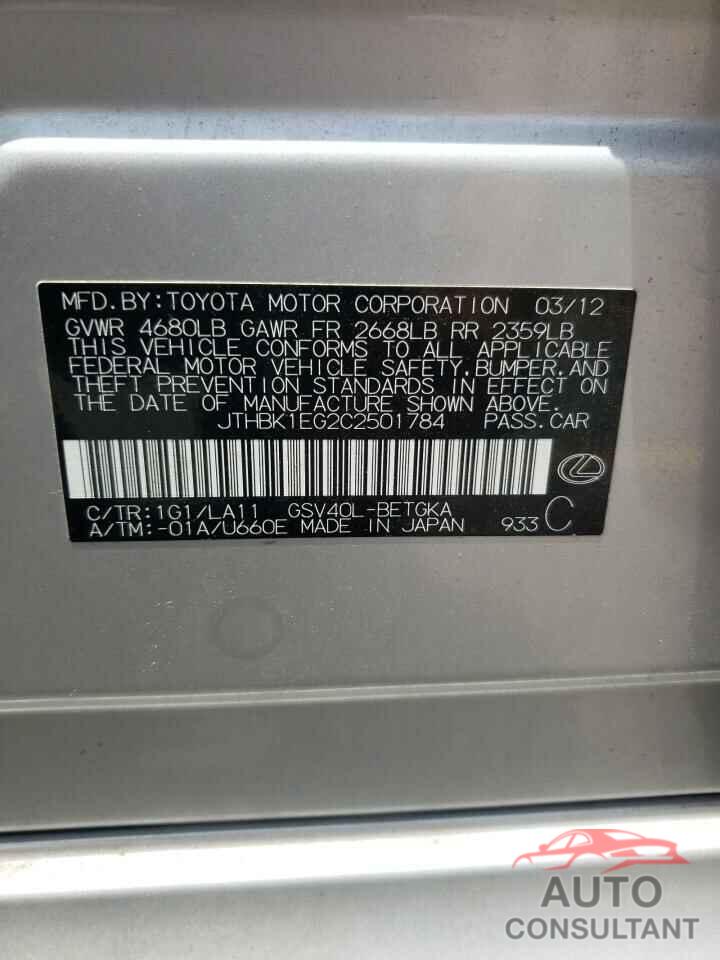 MFD.BY:TOYOTA MOTOR CORPORATION 03/12
GVWR 4680LB GAWR FR 2668LB RR 2359LB
THIS VEHICLE CONFORMS TO ALL APPLICABLE
FEDERAL MOTOR VEHICLE SAFETY,BUMPER,AND
THEFT PREVENTION STANDARDS IN EFFECT ON
THE DATE OF MANUFACTURE SHOWN ABOVE.
JTHBK1EG2C2501784 PASS.CAR
C/TR:1G1/LA11 GSV40L-BETGKA
A/TM:-01A/U660E MADE IN JAPAN 933 C
AUTO
CONSULTANT